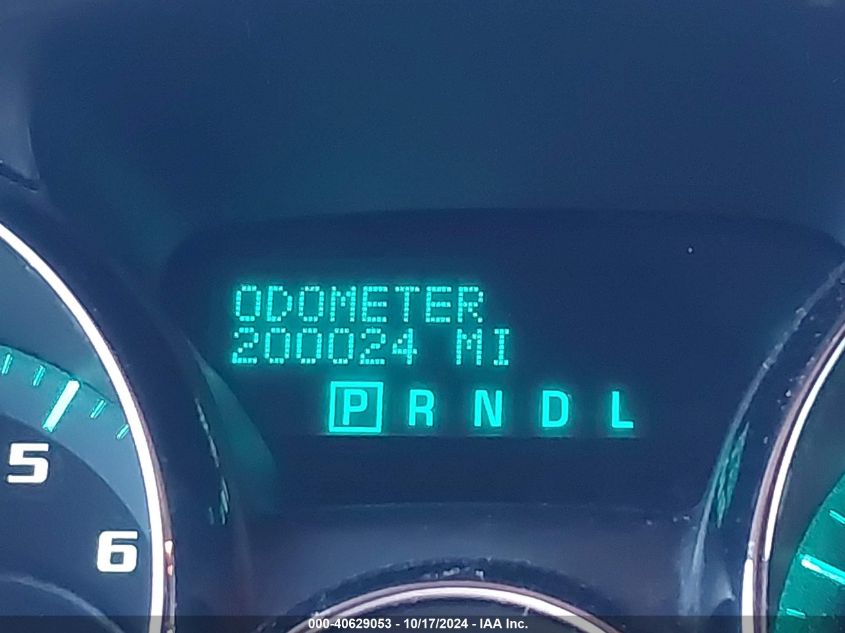 ODOMETER
200024 MI
P R N D L
5
6
000-40629053 - 10/17/2024 - IAA Inc.